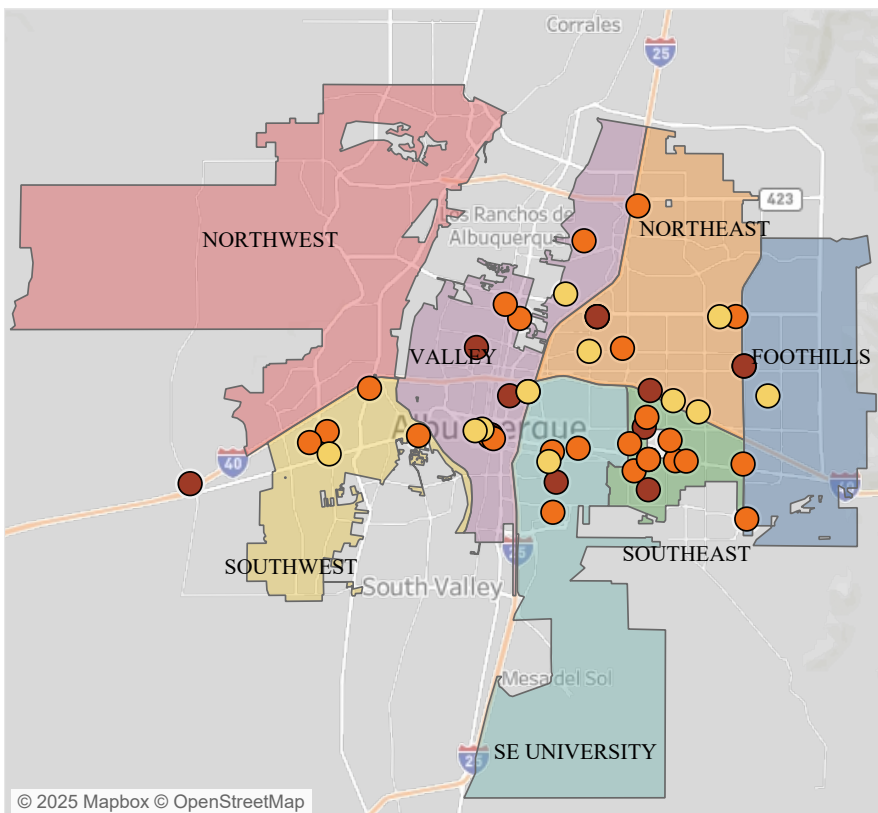 Corrales
25
423
Los Ranchos de
Albuquerque
NORTHEAST
NORTHWEST
VALLEY
FOOTHILLS
Albuquerque
40
40
SOUTHWEST
25
SOUTHEAST
South Valley
Mesa del Sol
SE UNIVERSITY
25
© 2025 Mapbox © OpenStreetMap